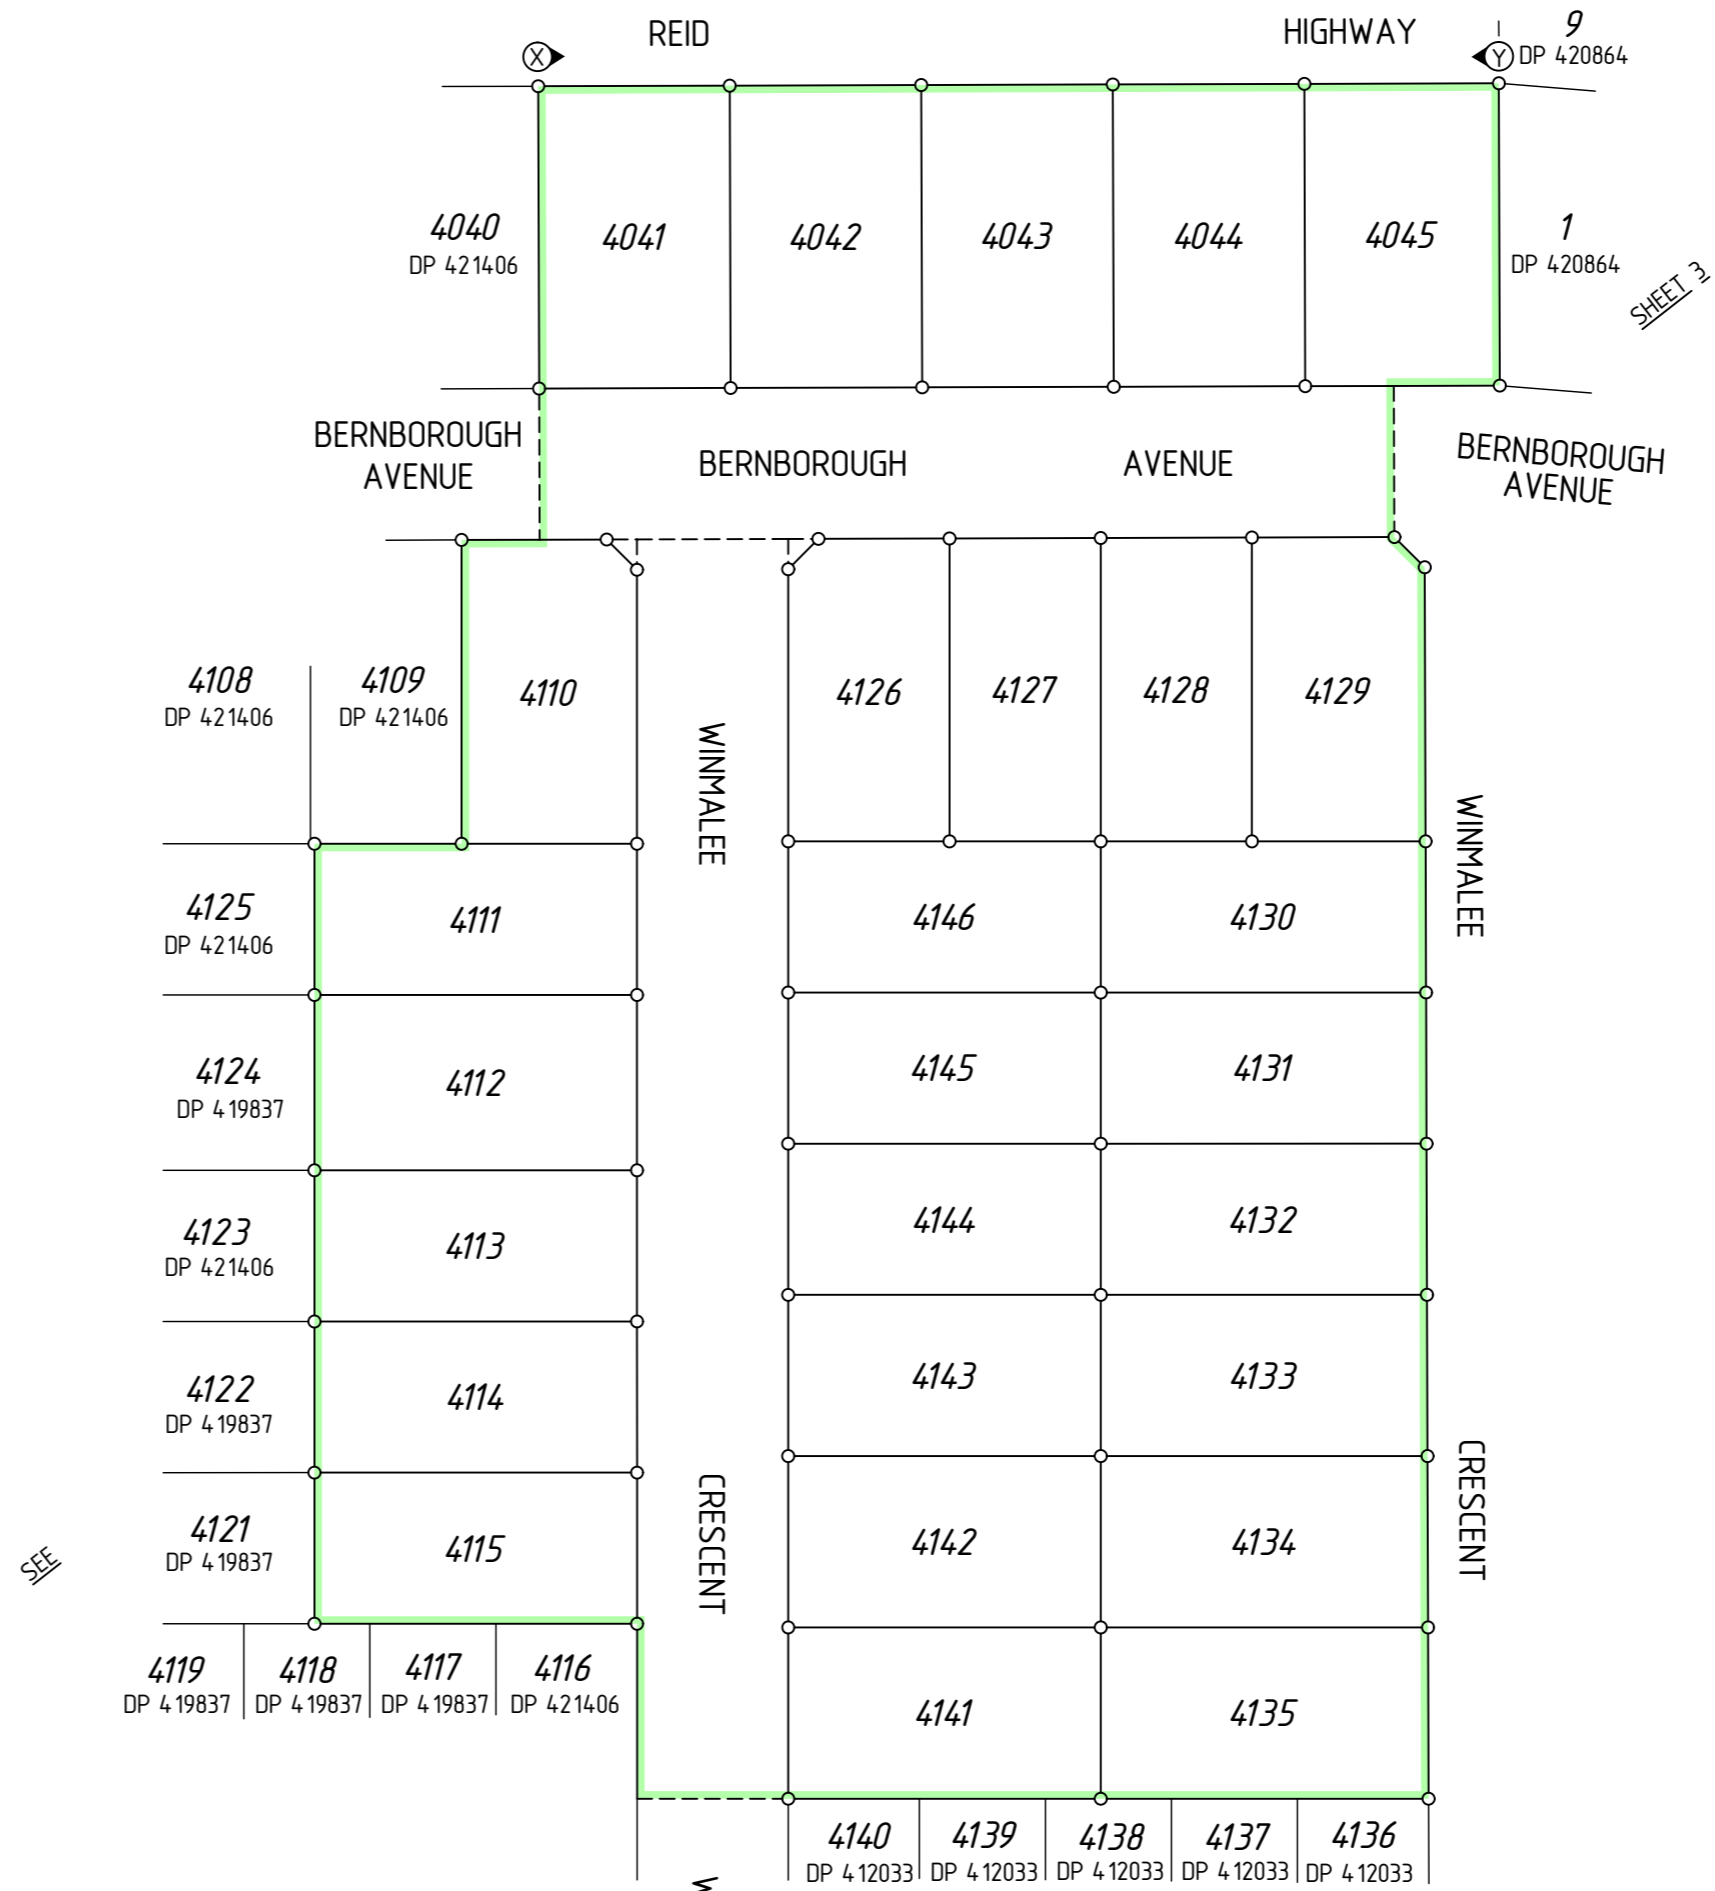 REID
HIGHWAY
9
DP 420864
X
Y
4040
DP 421406
4041
4042
4043
4044
4045
1
DP 420864
SHEET 3
BERNBOROUGH
AVENUE
BERNBOROUGH
AVENUE
BERNBOROUGH
AVENUE
4108
DP 421406
4109
DP 421406
4110
WINMALEE
4126
4127
4128
4129
WINMALEE
4125
DP 421406
4111
4146
4130
4124
DP 419837
4112
4145
4131
4123
DP 421406
4113
4144
4132
4122
DP 419837
4114
4143
4133
CRESCENT
CRESCENT
SEE
4121
DP 419837
4115
4142
4134
4119
DP 419837
4118
DP 419837
4117
DP 419837
4116
DP 421406
4141
4135
4140
DP 412033
4139
DP 412033
4138
DP 412033
4137
DP 412033
4136
DP 412033
W